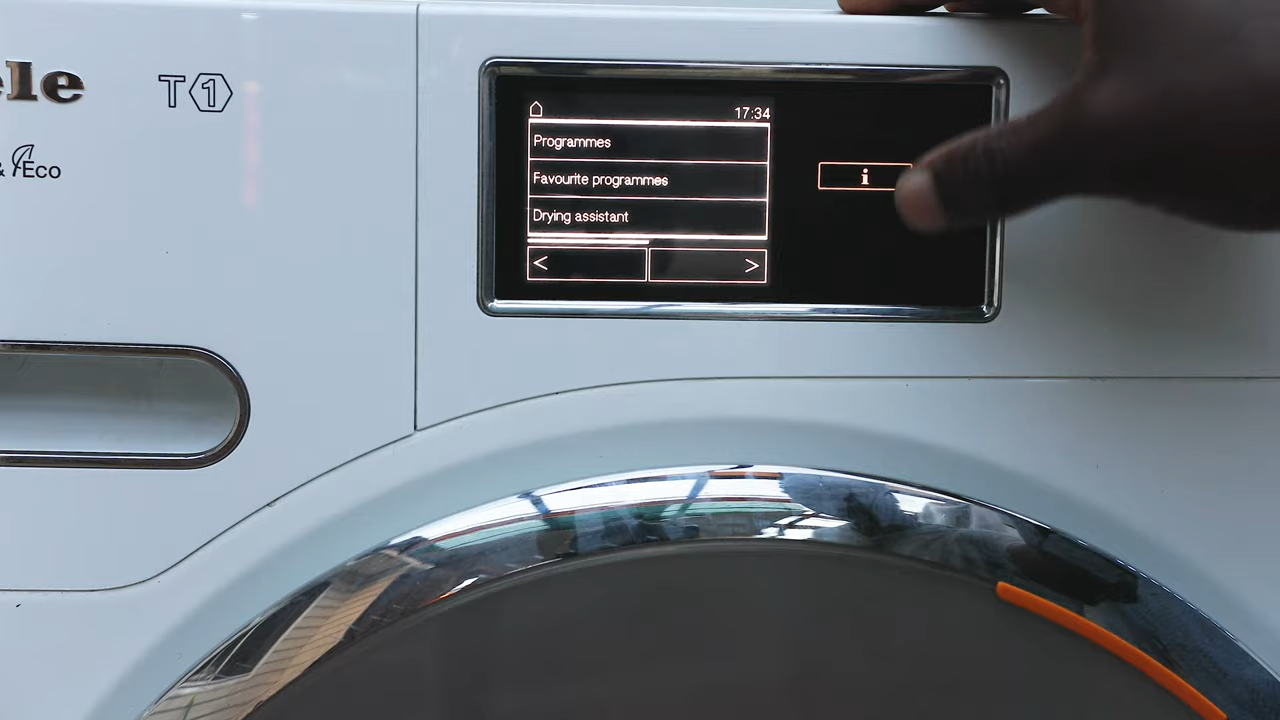 ele
T1
& Eco
17:34
Programmes
Favourite programmes
Drying assistant
< >
i